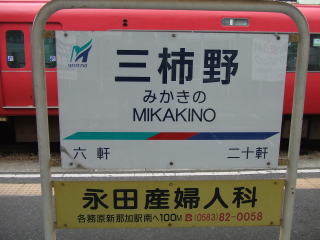 三柿野
みかきの
MIKAKINO
六軒 二十軒
永田産婦人科
各務原新那加駅南へ100M ☎(0583)82-0058